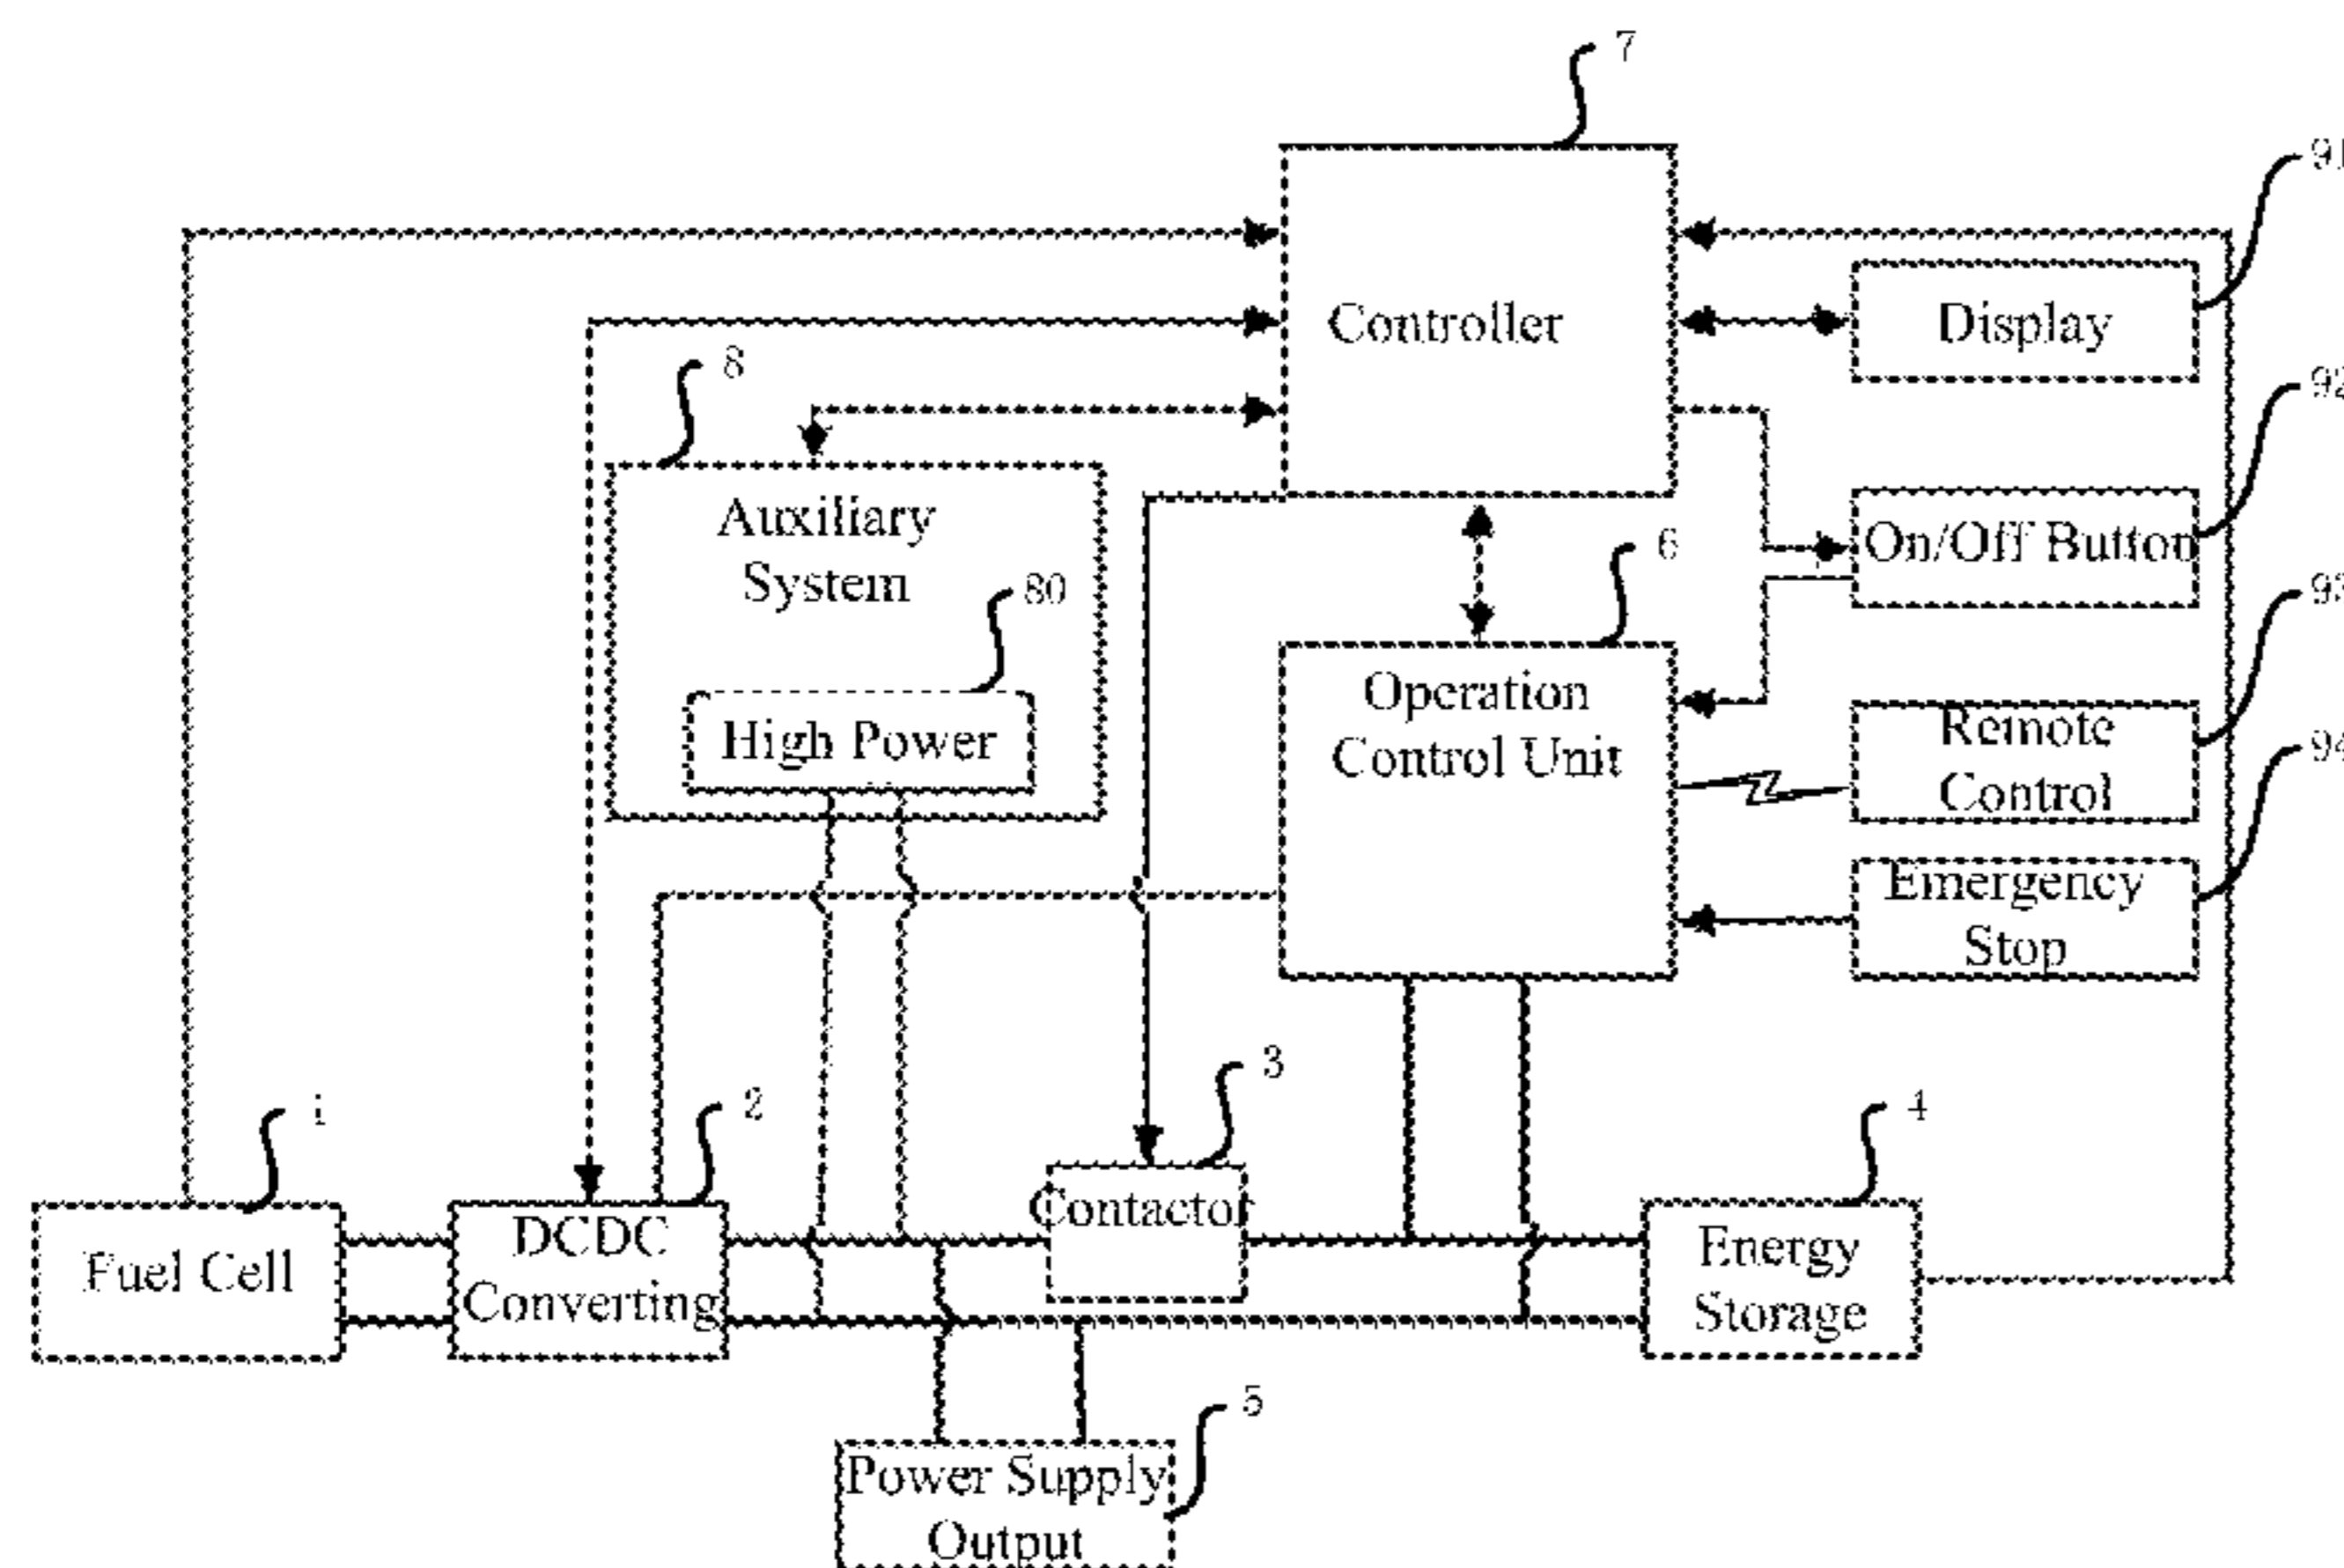 7
91
Controller
Display
8
92
Auxiliary
System
6
On/Off Button
80
93
Operation
Control Unit
High Power
Remote
Control
94
Emergency
Stop
3
1
2
4
Contactor
Fuel Cell
DCDC
Converting
Energy
Storage
5
Power Supply
Output